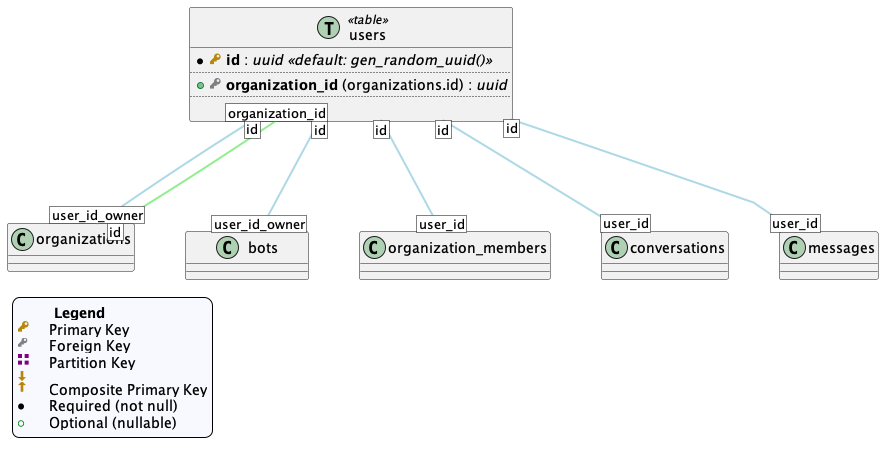 «table»
T users
id : uuid «default: gen_random_uuid()»
organization_id (organizations.id) : uuid
organization_id
id id id id id
user_id_owner user_id_owner user_id user_id user_id
id
C organizations C bots C organization_members C conversations C messages
Legend
Primary Key
Foreign Key
Partition Key
Composite Primary Key
Required (not null)
Optional (nullable)